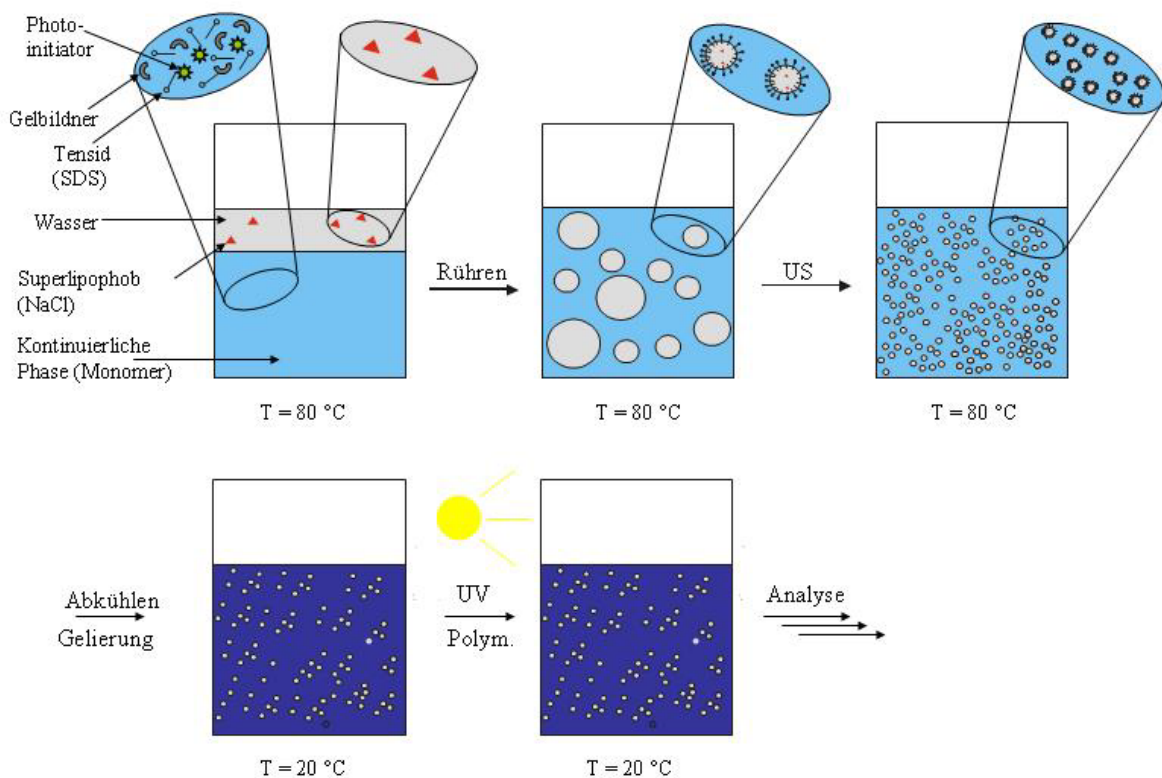 Photo-
initiator
Gelbildner
Tensid
(SDS)
Wasser
Superlipophob
(NaCl)
Kontinuierliche
Phase (Monomer)
Rühren
US
T = 80 °C
T = 80 °C
T = 80 °C
Abkühlen
Gelierung
UV
Polym.
Analyse
T = 20 °C
T = 20 °C